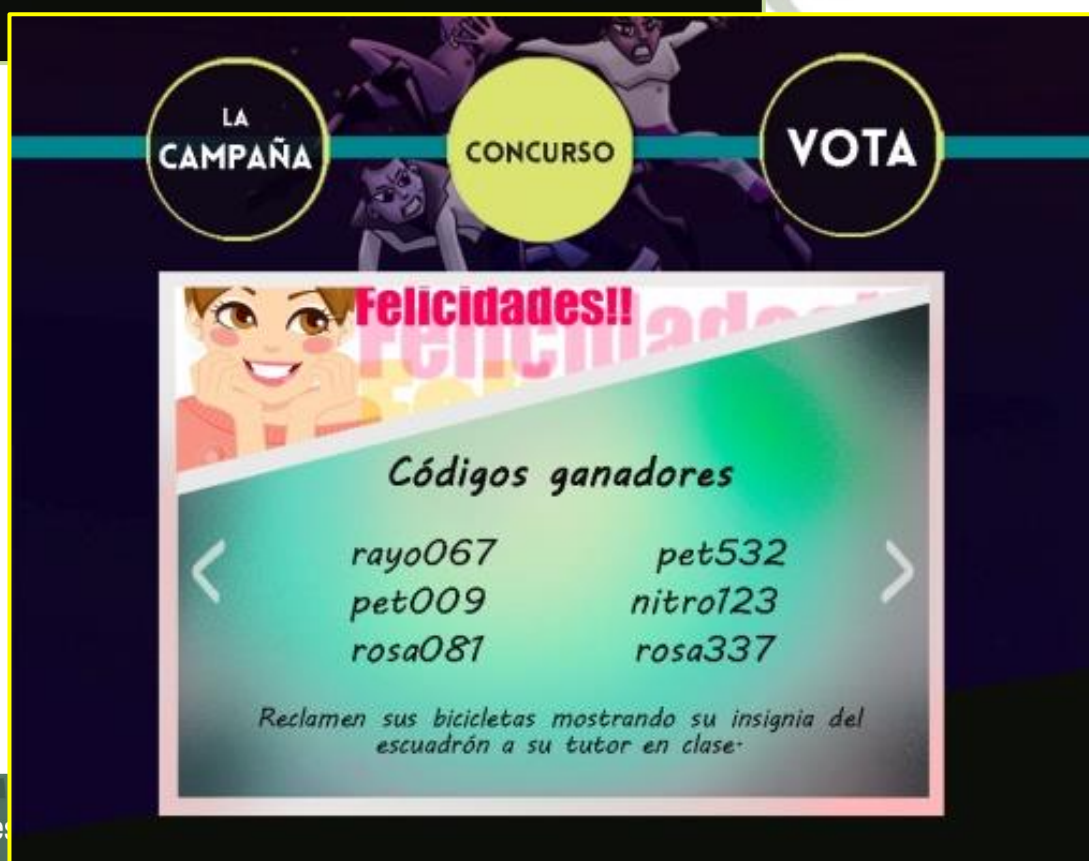 LA
CAMPAÑA
CONCURSO
VOTA
Felicidades!!
Felicidades!!
Códigos ganadores
rayo067 pet532
pet009 nitro123
rosa081 rosa337
Reclamen sus bicicletas mostrando su insignia del
escuadrón a su tutor en clase.